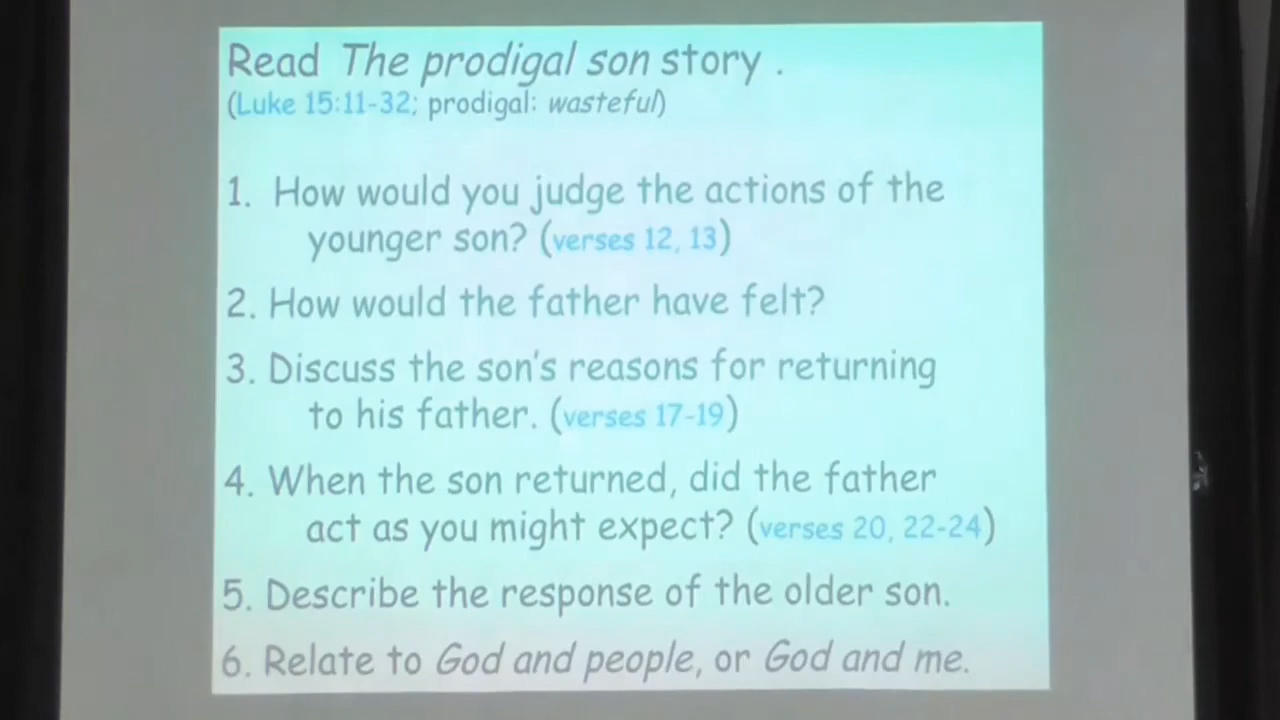 Read The prodigal son story .
(Luke 15:11-32; prodigal: wasteful)
1. How would you judge the actions of the
younger son? (verses 12, 13)
2. How would the father have felt?
3. Discuss the son's reasons for returning
to his father. (verses 17-19)
4. When the son returned, did the father
act as you might expect? (verses 20, 22-24)
5. Describe the response of the older son.
6. Relate to God and people, or God and me.